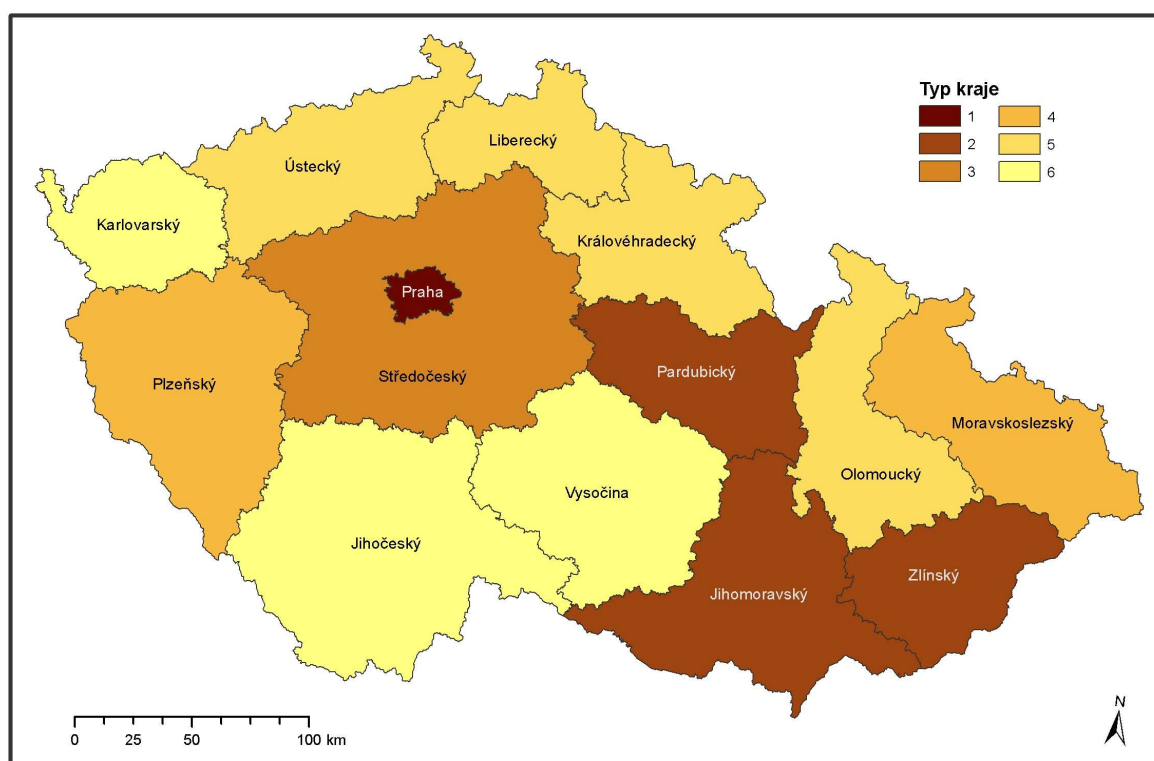 Typ kraje
1 4
2 5
3 6
Liberecký
Ústecký
Karlovarský
Královéhradecký
Praha
Pardubický
Plzeňský
Středočeský
Moravskoslezský
Olomoucký
Vysočina
Jihočeský
Zlínský
Jihomoravský
N
0 25 50 100 km